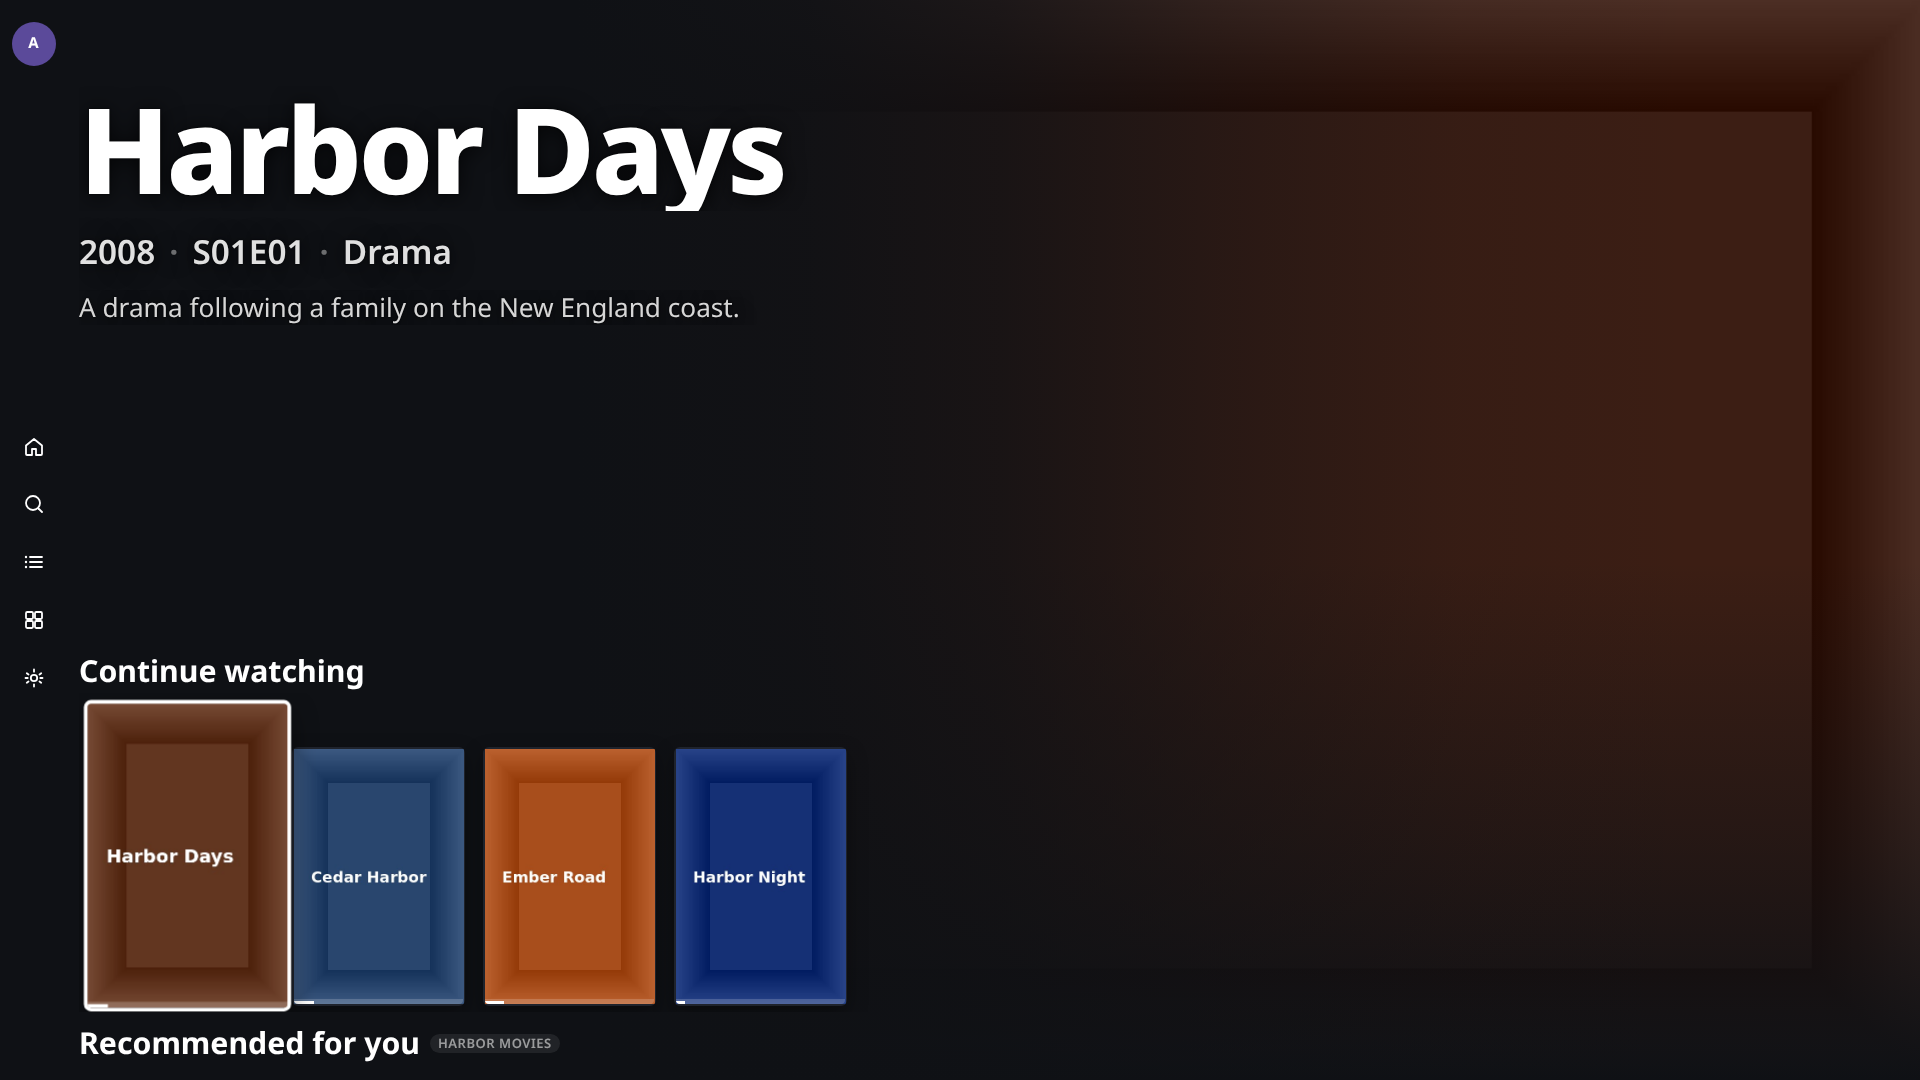 A
Harbor Days
2008 · S01E01 · Drama
A drama following a family on the New England coast.
Continue watching
Harbor Days
Cedar Harbor
Ember Road
Harbor Night
Recommended for you HARBOR MOVIES